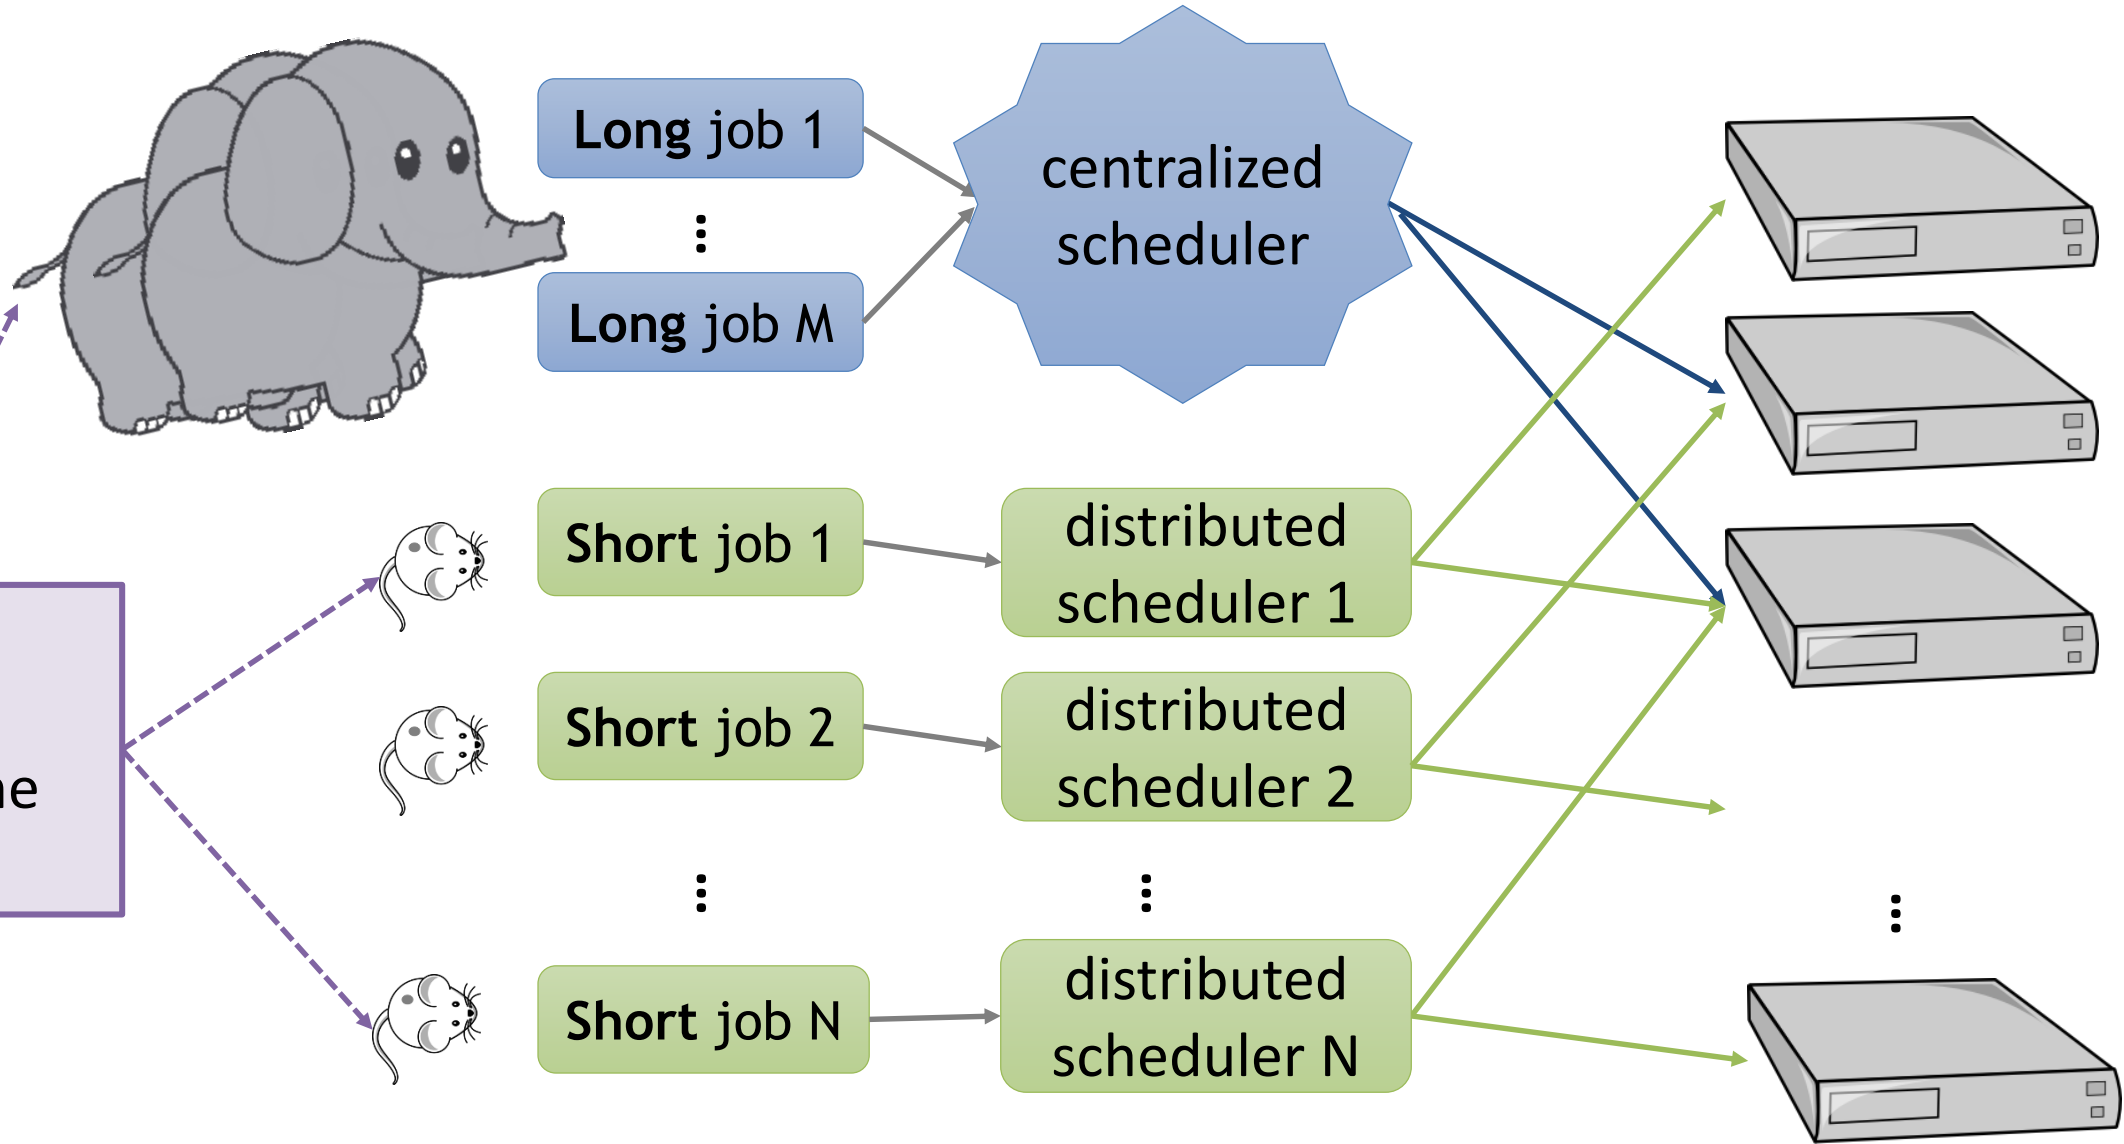 Long job 1
⋮
Long job M
centralized
scheduler
Short job 1
distributed
scheduler 1
Short job 2
distributed
scheduler 2
⋮
⋮
⋮
Short job N
distributed
scheduler N